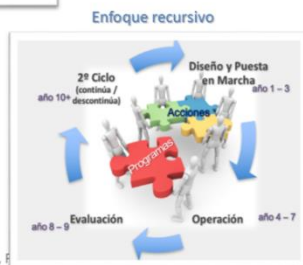 Enfoque recursivo
2º Ciclo
(continúa /
descontinúa)
año 10+
Diseño y Puesta
en Marcha
año 1 – 3
Acciones
Programas
Evaluación
año 8 – 9
Operación
año 4 – 7